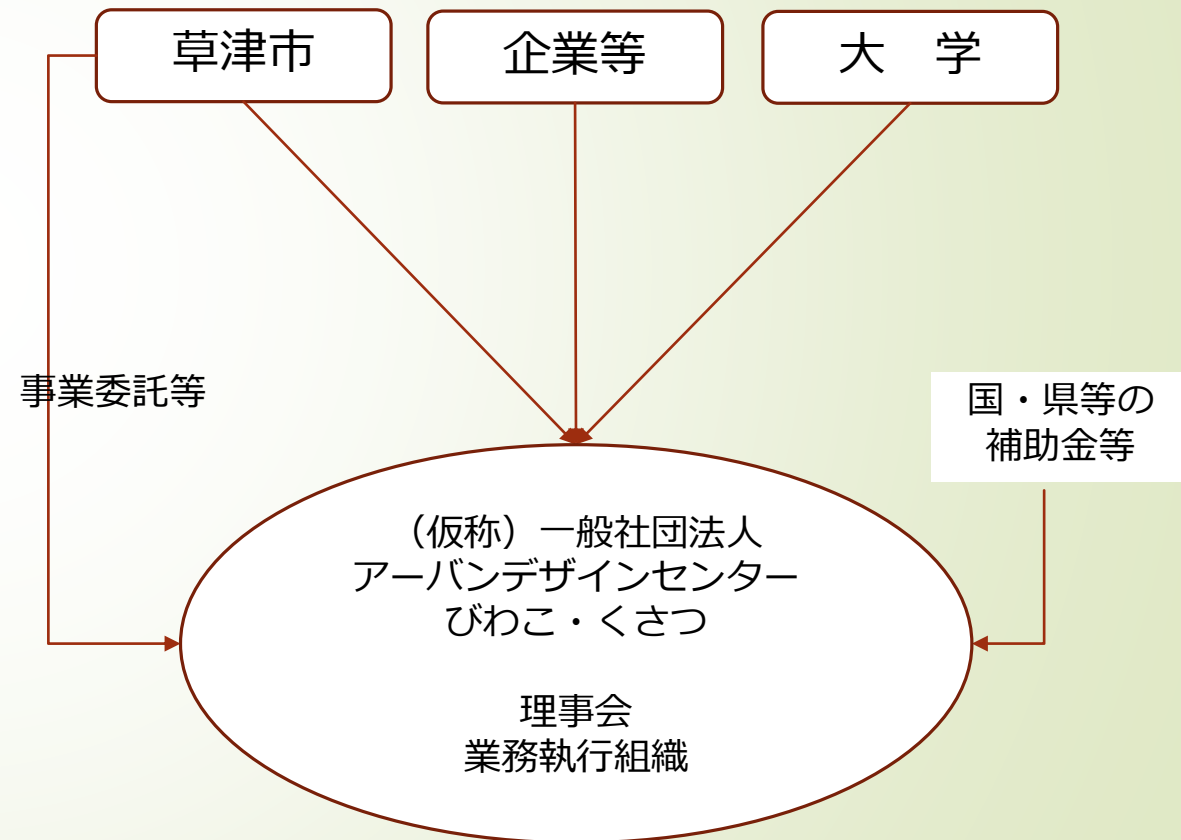 草津市
企業等
大　学
事業委託等
国・県等の
補助金等
（仮称）一般社団法人
アーバンデザインセンター
びわこ・くさつ
理事会
業務執行組織